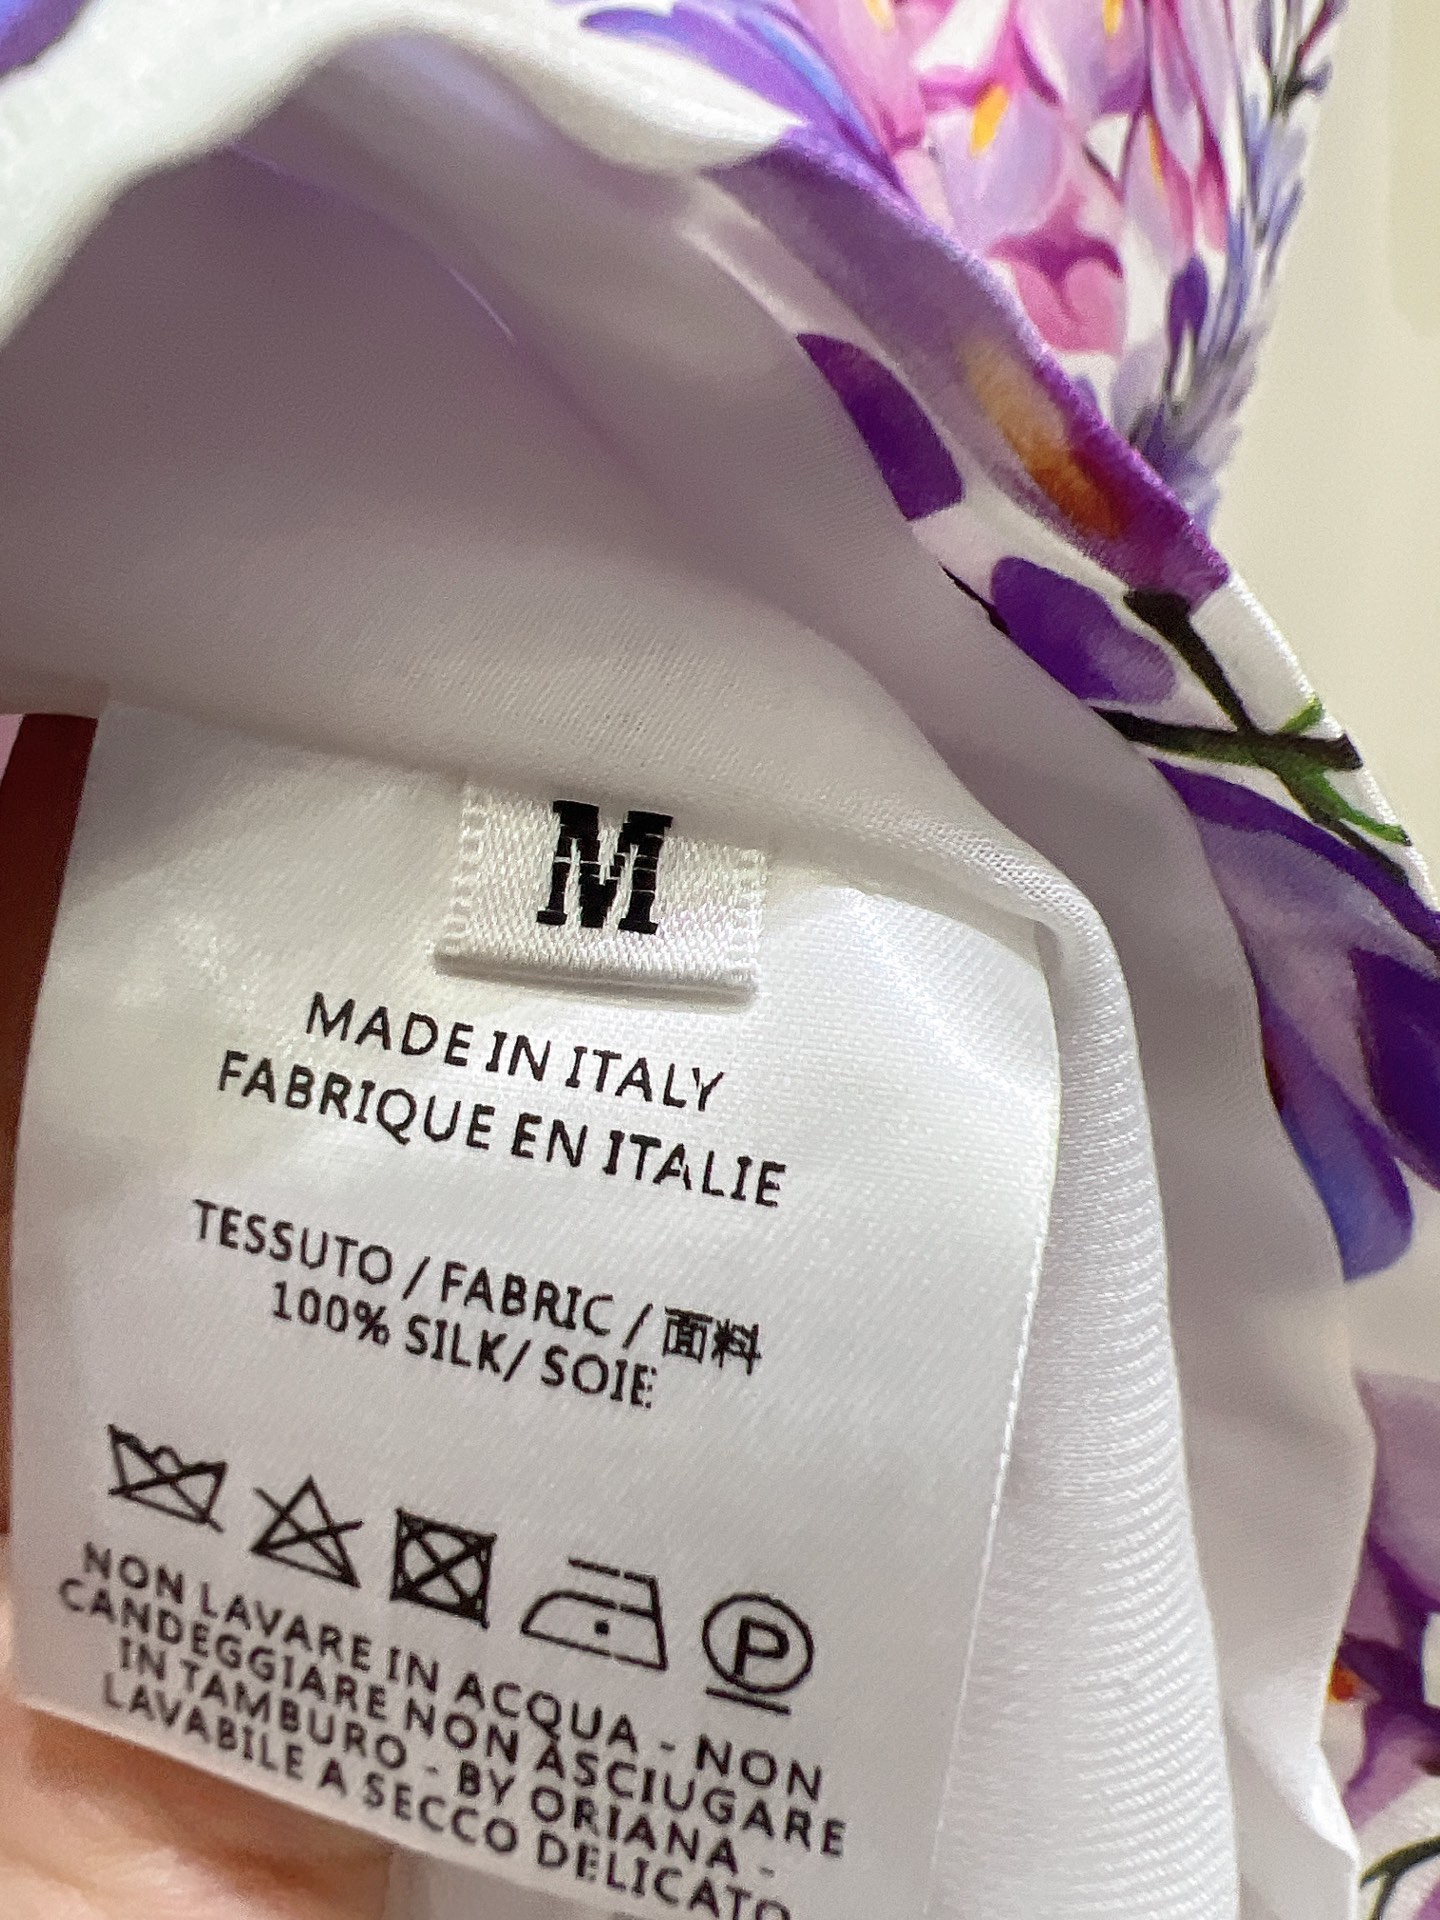 M
MADE IN ITALY
FABRIQUE EN ITALIE
TESSUTO / FABRIC / 面料
100% SILK/ SOIE
P
NON LAVARE IN ACQUA - NON
CANDEGGIARE NON ASCIUGARE
IN TAMBURO - BY ORIANA -
LAVABILE A SECCO DELICATO